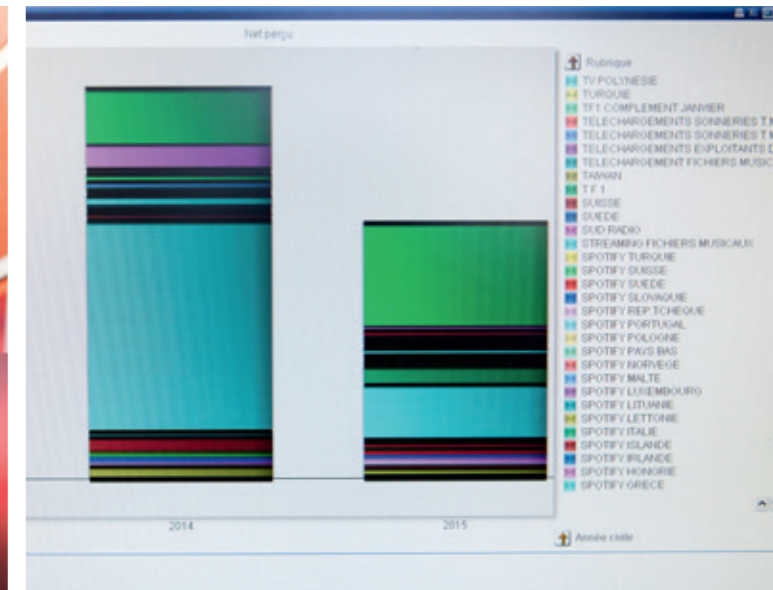 Net perçu
Rubrique
TV POLYNESIE
TURQUIE
TF1 COMPLEMENT JANVIER
TELECHARGEMENTS SONNERIES T
TELECHARGEMENTS SONNERIES T
TELECHARGEMENTS EXPLOITANTS D
TELECHARGEMENT FICHIERS MUSIC
TAIWAN
T F 1
SUISSE
SUEDE
SUD RADIO
STREAMING FICHIERS MUSICAUX
SPOTIFY TURQUIE
SPOTIFY SUISSE
SPOTIFY SUEDE
SPOTIFY SLOVAQUIE
SPOTIFY REP TCHEQUE
SPOTIFY PORTUGAL
SPOTIFY POLOGNE
SPOTIFY PAYS BAS
SPOTIFY NORVEGE
SPOTIFY MALTE
SPOTIFY LUXEMBOURG
SPOTIFY LITUANIE
SPOTIFY LETTONIE
SPOTIFY ITALIE
SPOTIFY ISLANDE
SPOTIFY IRLANDE
SPOTIFY HONGRIE
SPOTIFY GRECE
2014
2015
Année civile